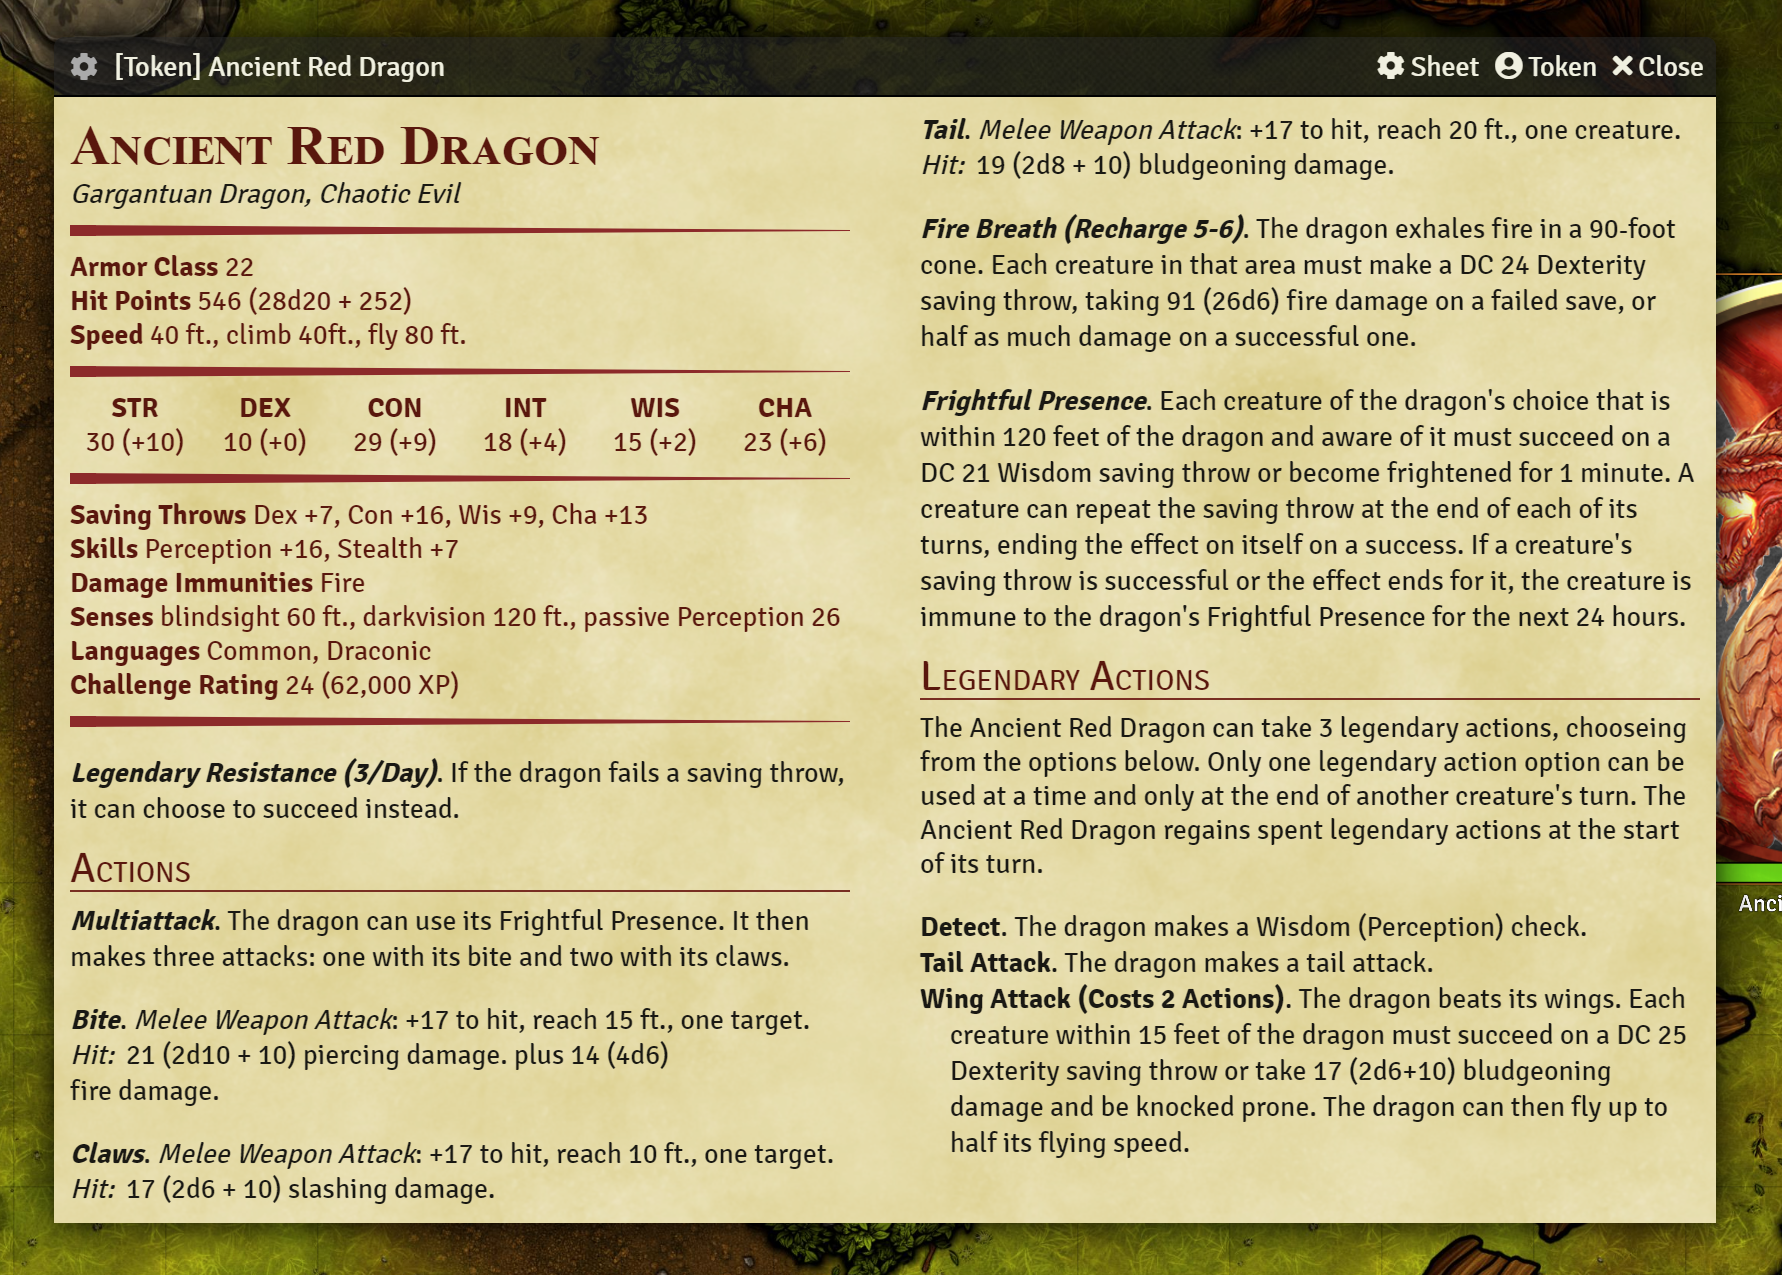 [Token] Ancient Red Dragon
Sheet Token Close
Ancient Red Dragon
Gargantuan Dragon, Chaotic Evil
Armor Class 22
Hit Points 546 (28d20 + 252)
Speed 40 ft., climb 40ft., fly 80 ft.
STR DEX CON INT WIS CHA
30 (+10) 10 (+0) 29 (+9) 18 (+4) 15 (+2) 23 (+6)
Saving Throws Dex +7, Con +16, Wis +9, Cha +13
Skills Perception +16, Stealth +7
Damage Immunities Fire
Senses blindsight 60 ft., darkvision 120 ft., passive Perception 26
Languages Common, Draconic
Challenge Rating 24 (62,000 XP)
Legendary Resistance (3/Day). If the dragon fails a saving throw,
it can choose to succeed instead.
Actions
Multiattack. The dragon can use its Frightful Presence. It then
makes three attacks: one with its bite and two with its claws.
Bite. Melee Weapon Attack: +17 to hit, reach 15 ft., one target.
Hit: 21 (2d10 + 10) piercing damage. plus 14 (4d6)
fire damage.
Claws. Melee Weapon Attack: +17 to hit, reach 10 ft., one target.
Hit: 17 (2d6 + 10) slashing damage.
Tail. Melee Weapon Attack: +17 to hit, reach 20 ft., one creature.
Hit: 19 (2d8 + 10) bludgeoning damage.
Fire Breath (Recharge 5-6). The dragon exhales fire in a 90-foot
cone. Each creature in that area must make a DC 24 Dexterity
saving throw, taking 91 (26d6) fire damage on a failed save, or
half as much damage on a successful one.
Frightful Presence. Each creature of the dragon's choice that is
within 120 feet of the dragon and aware of it must succeed on a
DC 21 Wisdom saving throw or become frightened for 1 minute. A
creature can repeat the saving throw at the end of each of its
turns, ending the effect on itself on a success. If a creature's
saving throw is successful or the effect ends for it, the creature is
immune to the dragon's Frightful Presence for the next 24 hours.
Legendary Actions
The Ancient Red Dragon can take 3 legendary actions, chooseing
from the options below. Only one legendary action option can be
used at a time and only at the end of another creature's turn. The
Ancient Red Dragon regains spent legendary actions at the start
of its turn.
Detect. The dragon makes a Wisdom (Perception) check.
Tail Attack. The dragon makes a tail attack.
Wing Attack (Costs 2 Actions). The dragon beats its wings. Each
creature within 15 feet of the dragon must succeed on a DC 25
Dexterity saving throw or take 17 (2d6+10) bludgeoning
damage and be knocked prone. The dragon can then fly up to
half its flying speed.
Anci